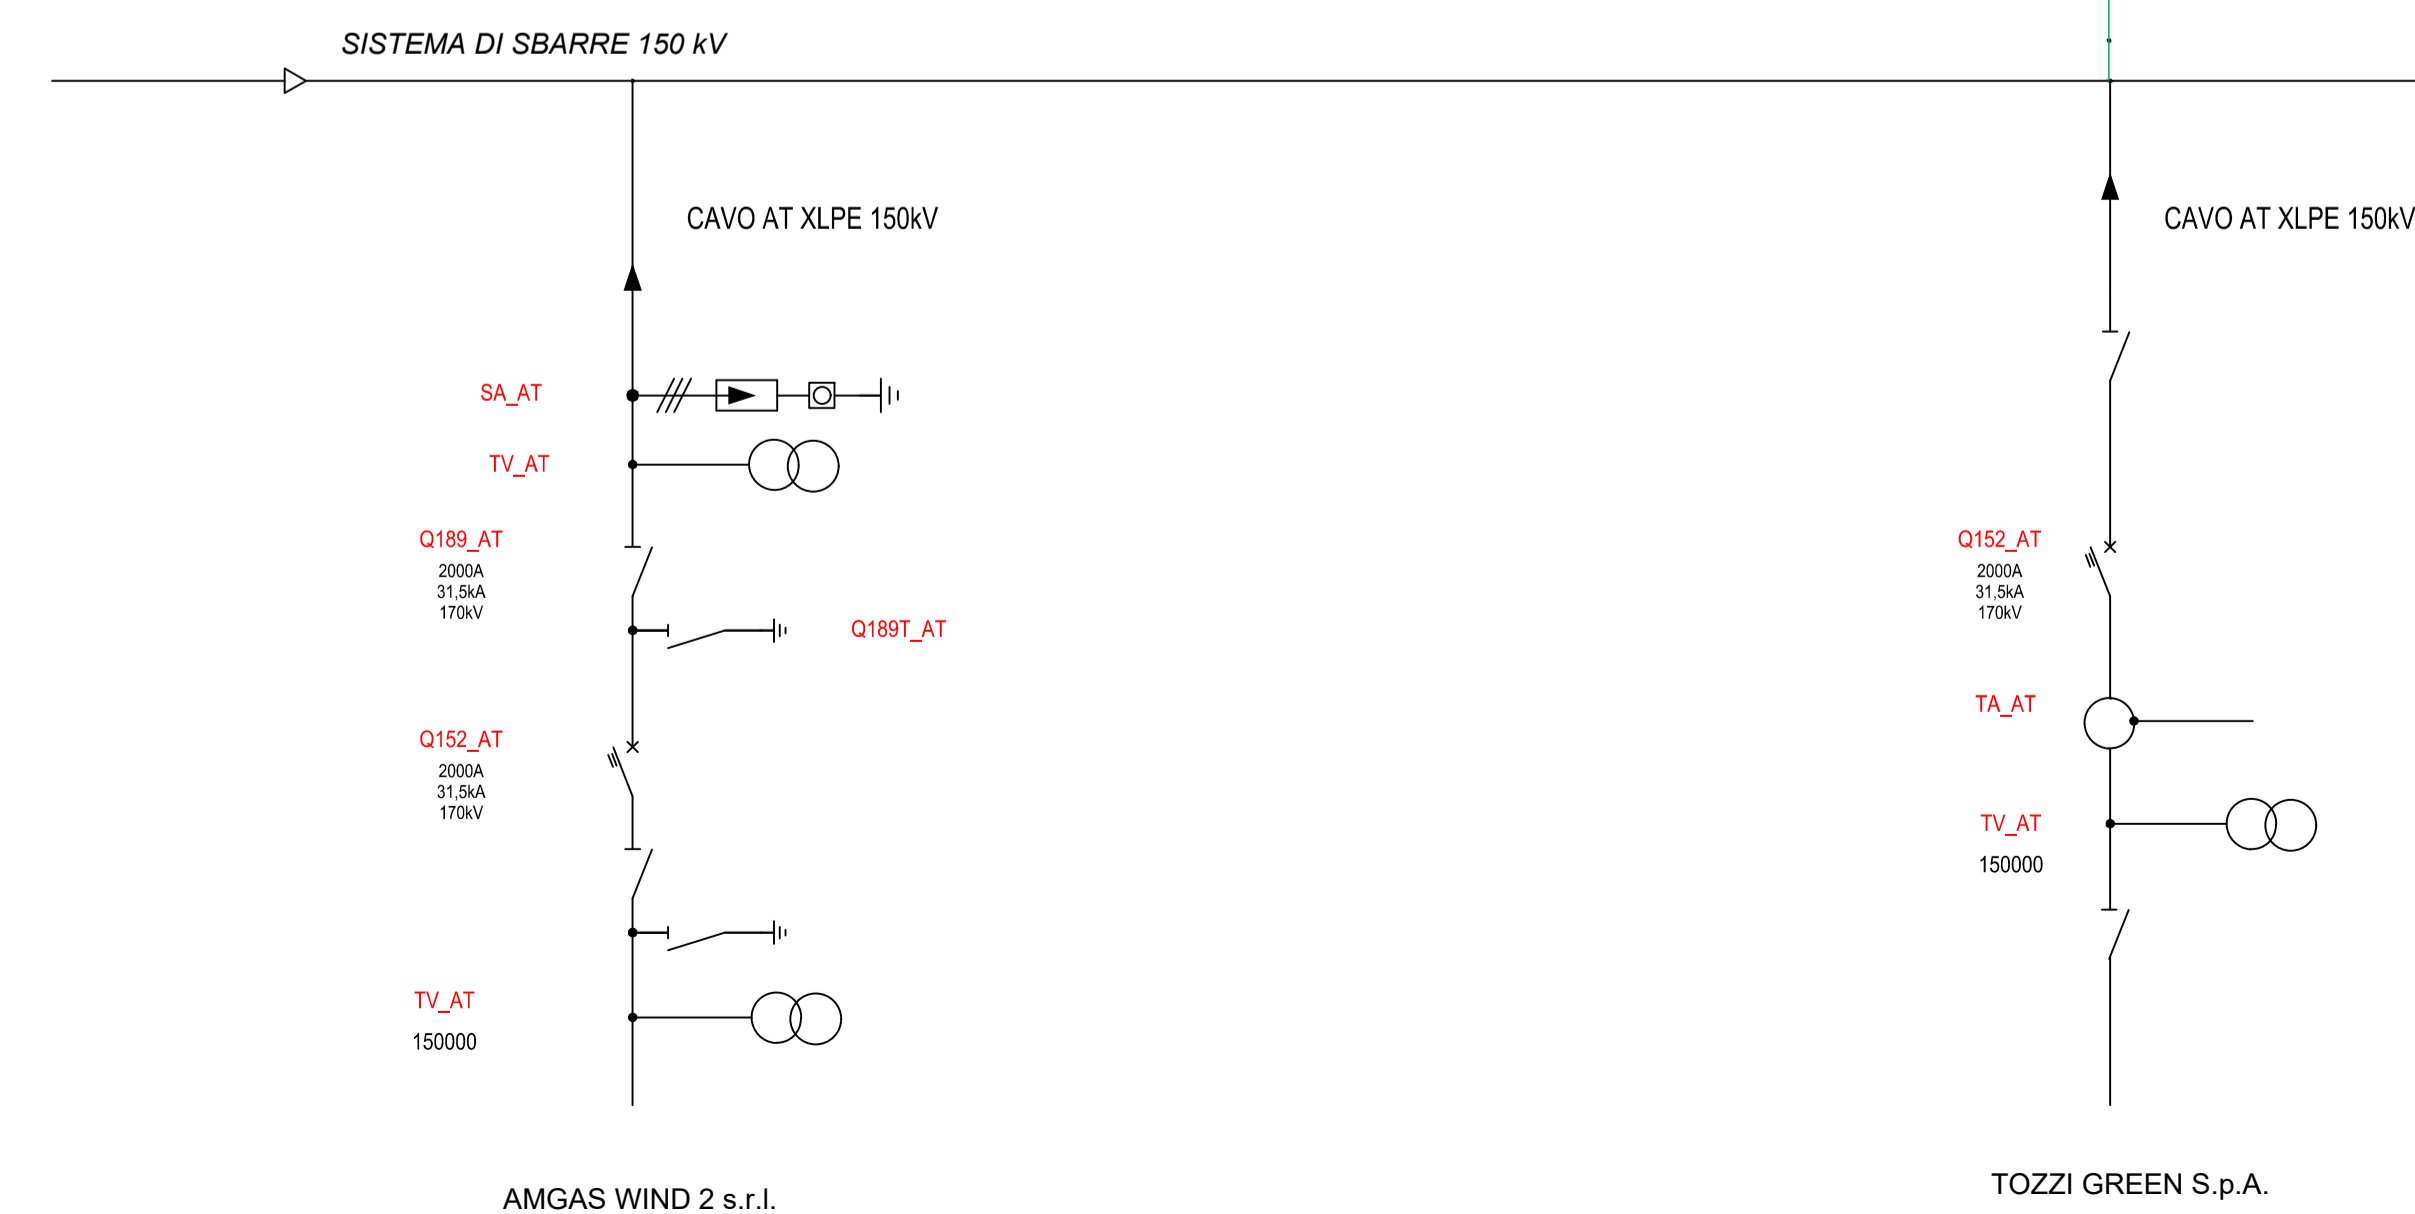 SISTEMA DI SBARRE 150 kV
CAVO AT XLPE 150kV
SA_AT
TV_AT
Q189_AT
2000A
31,5kA
170kV
Q189T_AT
Q152_AT
2000A
31,5kA
170kV
TV_AT
150000
AMGAS WIND 2 s.r.l.
CAVO AT XLPE 150kV
Q152_AT
2000A
31,5kA
170kV
TA_AT
TV_AT
150000
TOZZI GREEN S.p.A.